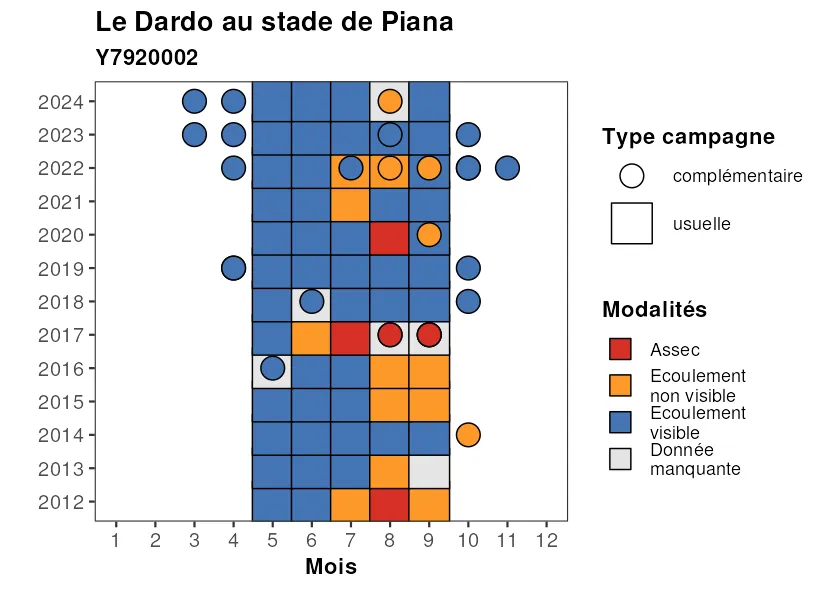 Le Dardo au stade de Piana
Y7920002
2024
2023
2022
2021
2020
2019
2018
2017
2016
2015
2014
2013
2012
1 2 3 4 5 6 7 8 9 10 11 12
Mois
Type campagne
complémentaire
usuelle
Modalités
Assec
Ecoulement
non visible
Ecoulement
visible
Donnée
manquante